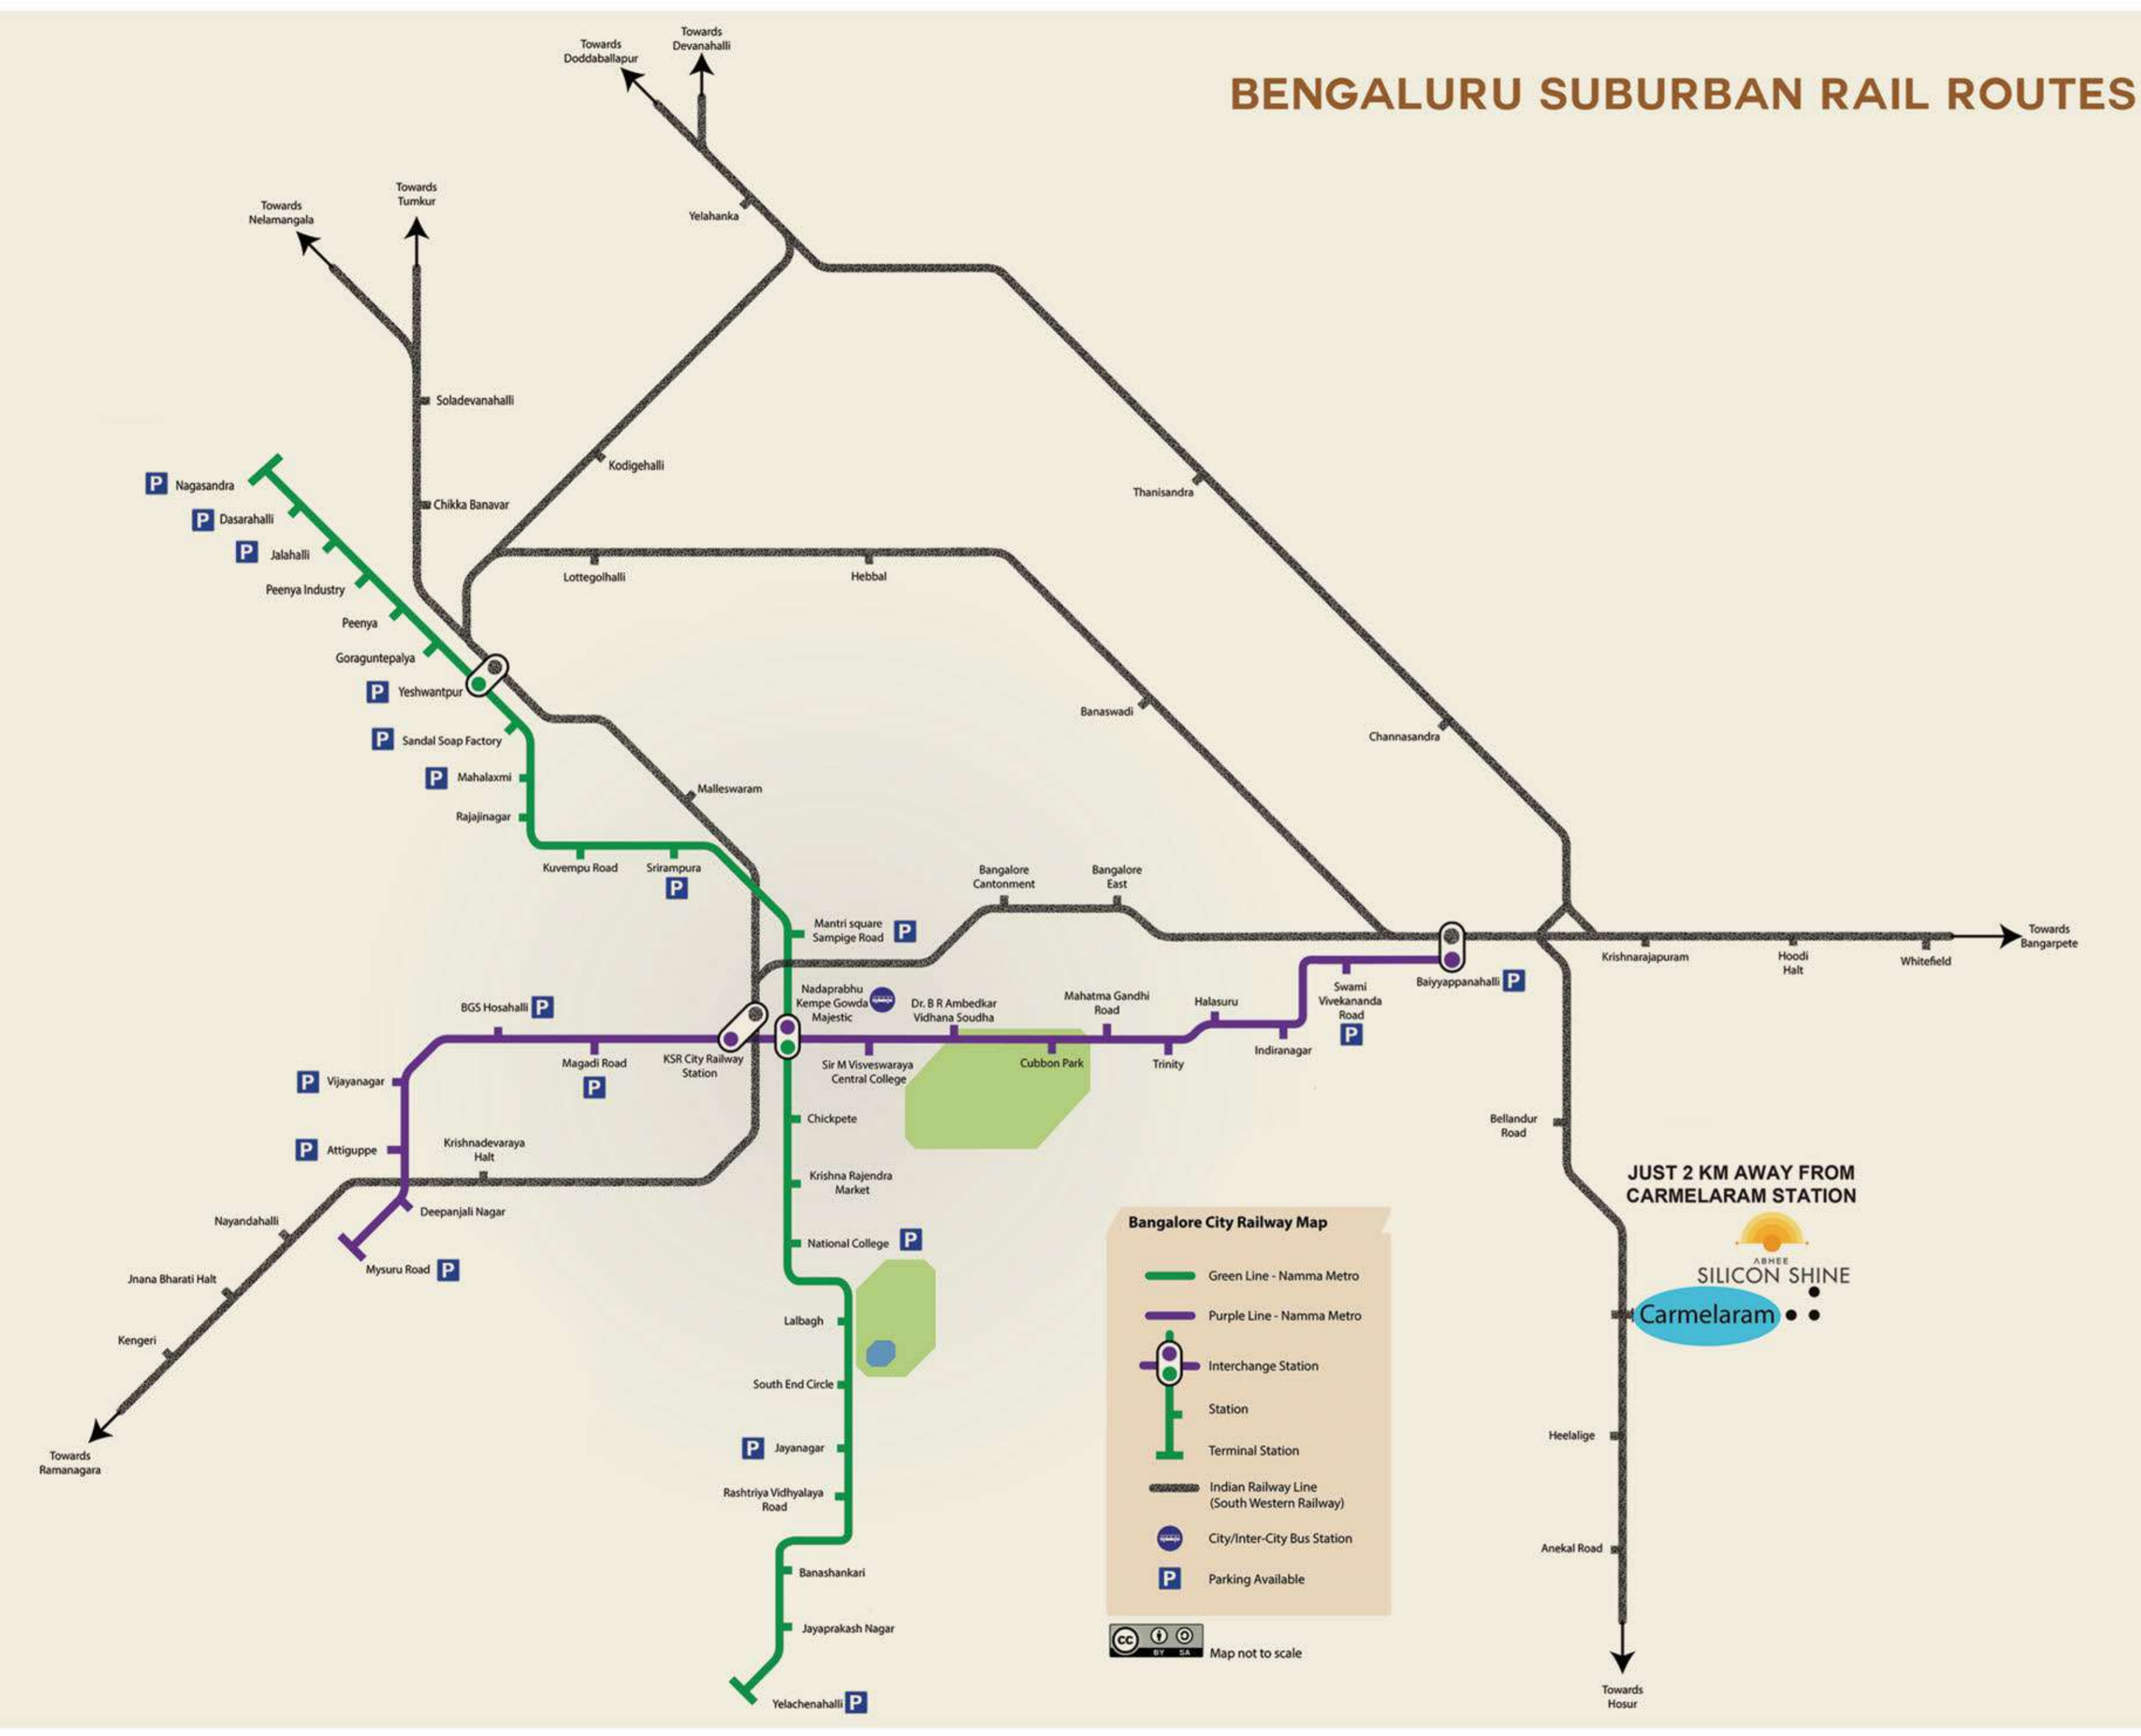 BENGALURU SUBURBAN RAIL ROUTES
Towards
Doddaballapur
Towards
Devanahalli
Towards
Nelamangala
Towards
Tumkur
Yelahanka
Soladevanahalli
Kodigehalli
Chikka Banavar
Thanisandra
P Nagasandra
P Dasarahalli
P Jalahalli
Peenya Industry
Peenya
Goraguntepalya
P Yeshwantpur
P Sandal Soap Factory
P Mahalaxmi
Rajajinagar
Lottegolhalli
Hebbal
Banaswadi
Channasandra
Malleswaram
Kuvempu Road
Srirampura
P
Mantri square
Sampige Road P
Bangalore
Cantonment
Bangalore
East
Krishnarajapuram
Hoodi
Halt
Whitefield
Towards
Bangarpete
Baiyyappanahalli P
Swami
Vivekananda
Road
P
Indiranagar
Halasuru
Trinity
Mahatma Gandhi
Road
Cubbon Park
Dr. B R Ambedkar
Vidhana Soudha
Sir M Visveswaraya
Central College
Nadaprabhu
Kempe Gowda
Majestic
KSR City Railway
Station
Magadi Road
P
BGS Hosahalli P
P Vijayanagar
P Attiguppe
Krishnadevaraya
Halt
Deepanjali Nagar
Mysuru Road P
Nayandahalli
Jnana Bharati Halt
Kengeri
Towards
Ramanagara
Chickpete
Krishna Rajendra
Market
National College P
Lalbagh
South End Circle
P Jayanagar
Rashtriya Vidhyalaya
Road
Banashankari
Jayaprakash Nagar
Yelachenahalli P
Bellandur
Road
JUST 2 KM AWAY FROM
CARMELARAM STATION
ABHEE
SILICON SHINE
Carmelaram
Heelalige
Anekal Road
Towards
Hosur
Bangalore City Railway Map
Green Line - Namma Metro
Purple Line - Namma Metro
Interchange Station
Station
Terminal Station
Indian Railway Line
(South Western Railway)
City/Inter-City Bus Station
P Parking Available
cc BY SA
Map not to scale